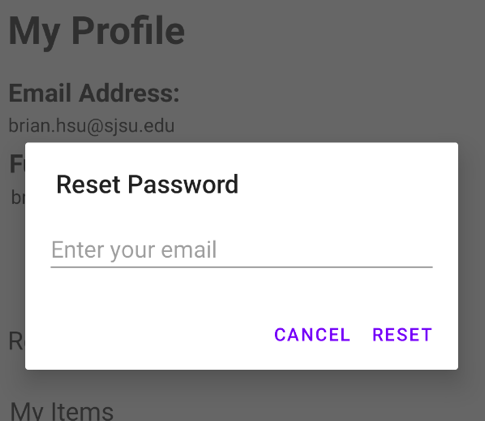 My Profile
Email Address:
brian.hsu@sjsu.edu
Reset Password
Enter your email
CANCEL RESET
My Items